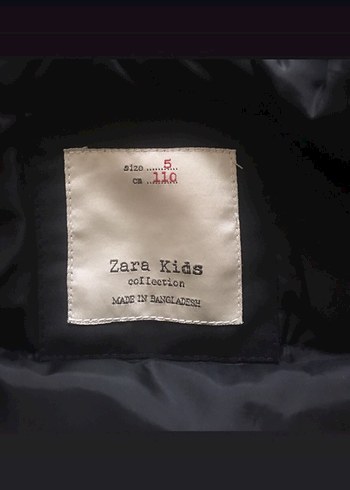 size ......5..
cm ...110...
Zara Kids
collection
MADE IN BANGLADESH